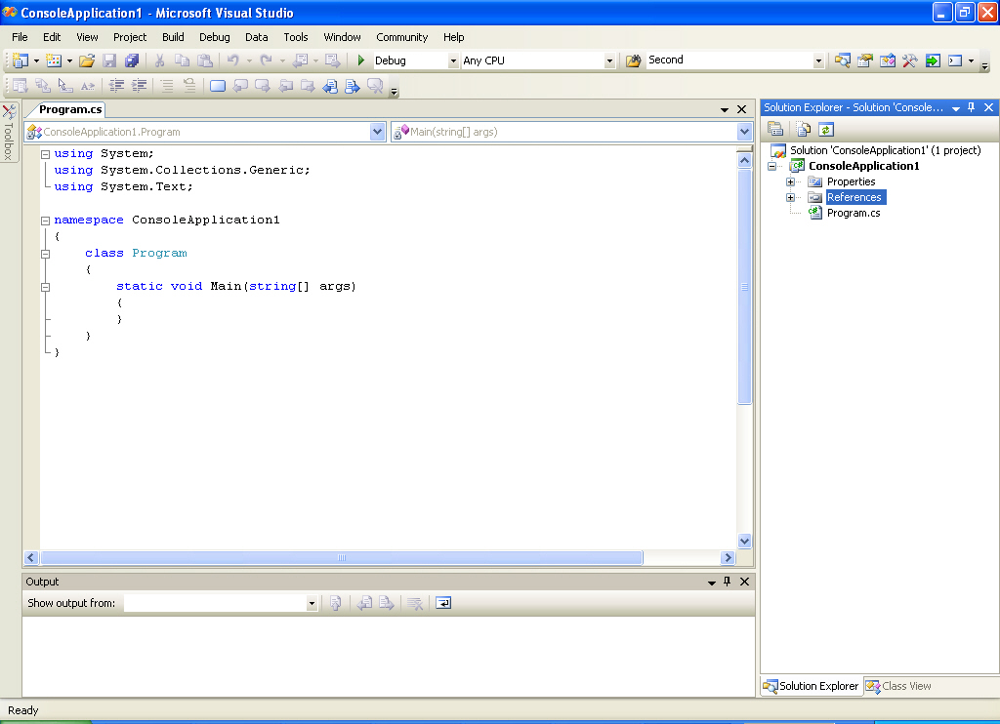 ConsoleApplication1 - Microsoft Visual Studio
File Edit View Project Build Debug Data Tools Window Community Help
Debug Any CPU Second
Toolbox
Program.cs
ConsoleApplication1.Program Main(string[] args)
using System;
using System.Collections.Generic;
using System.Text;
namespace ConsoleApplication1
{
class Program
{
static void Main(string[] args)
{
}
}
}
Output
Show output from:
Solution Explorer - Solution 'Console...
Solution 'ConsoleApplication1' (1 project)
ConsoleApplication1
Properties
References
Program.cs
Solution Explorer Class View
Ready